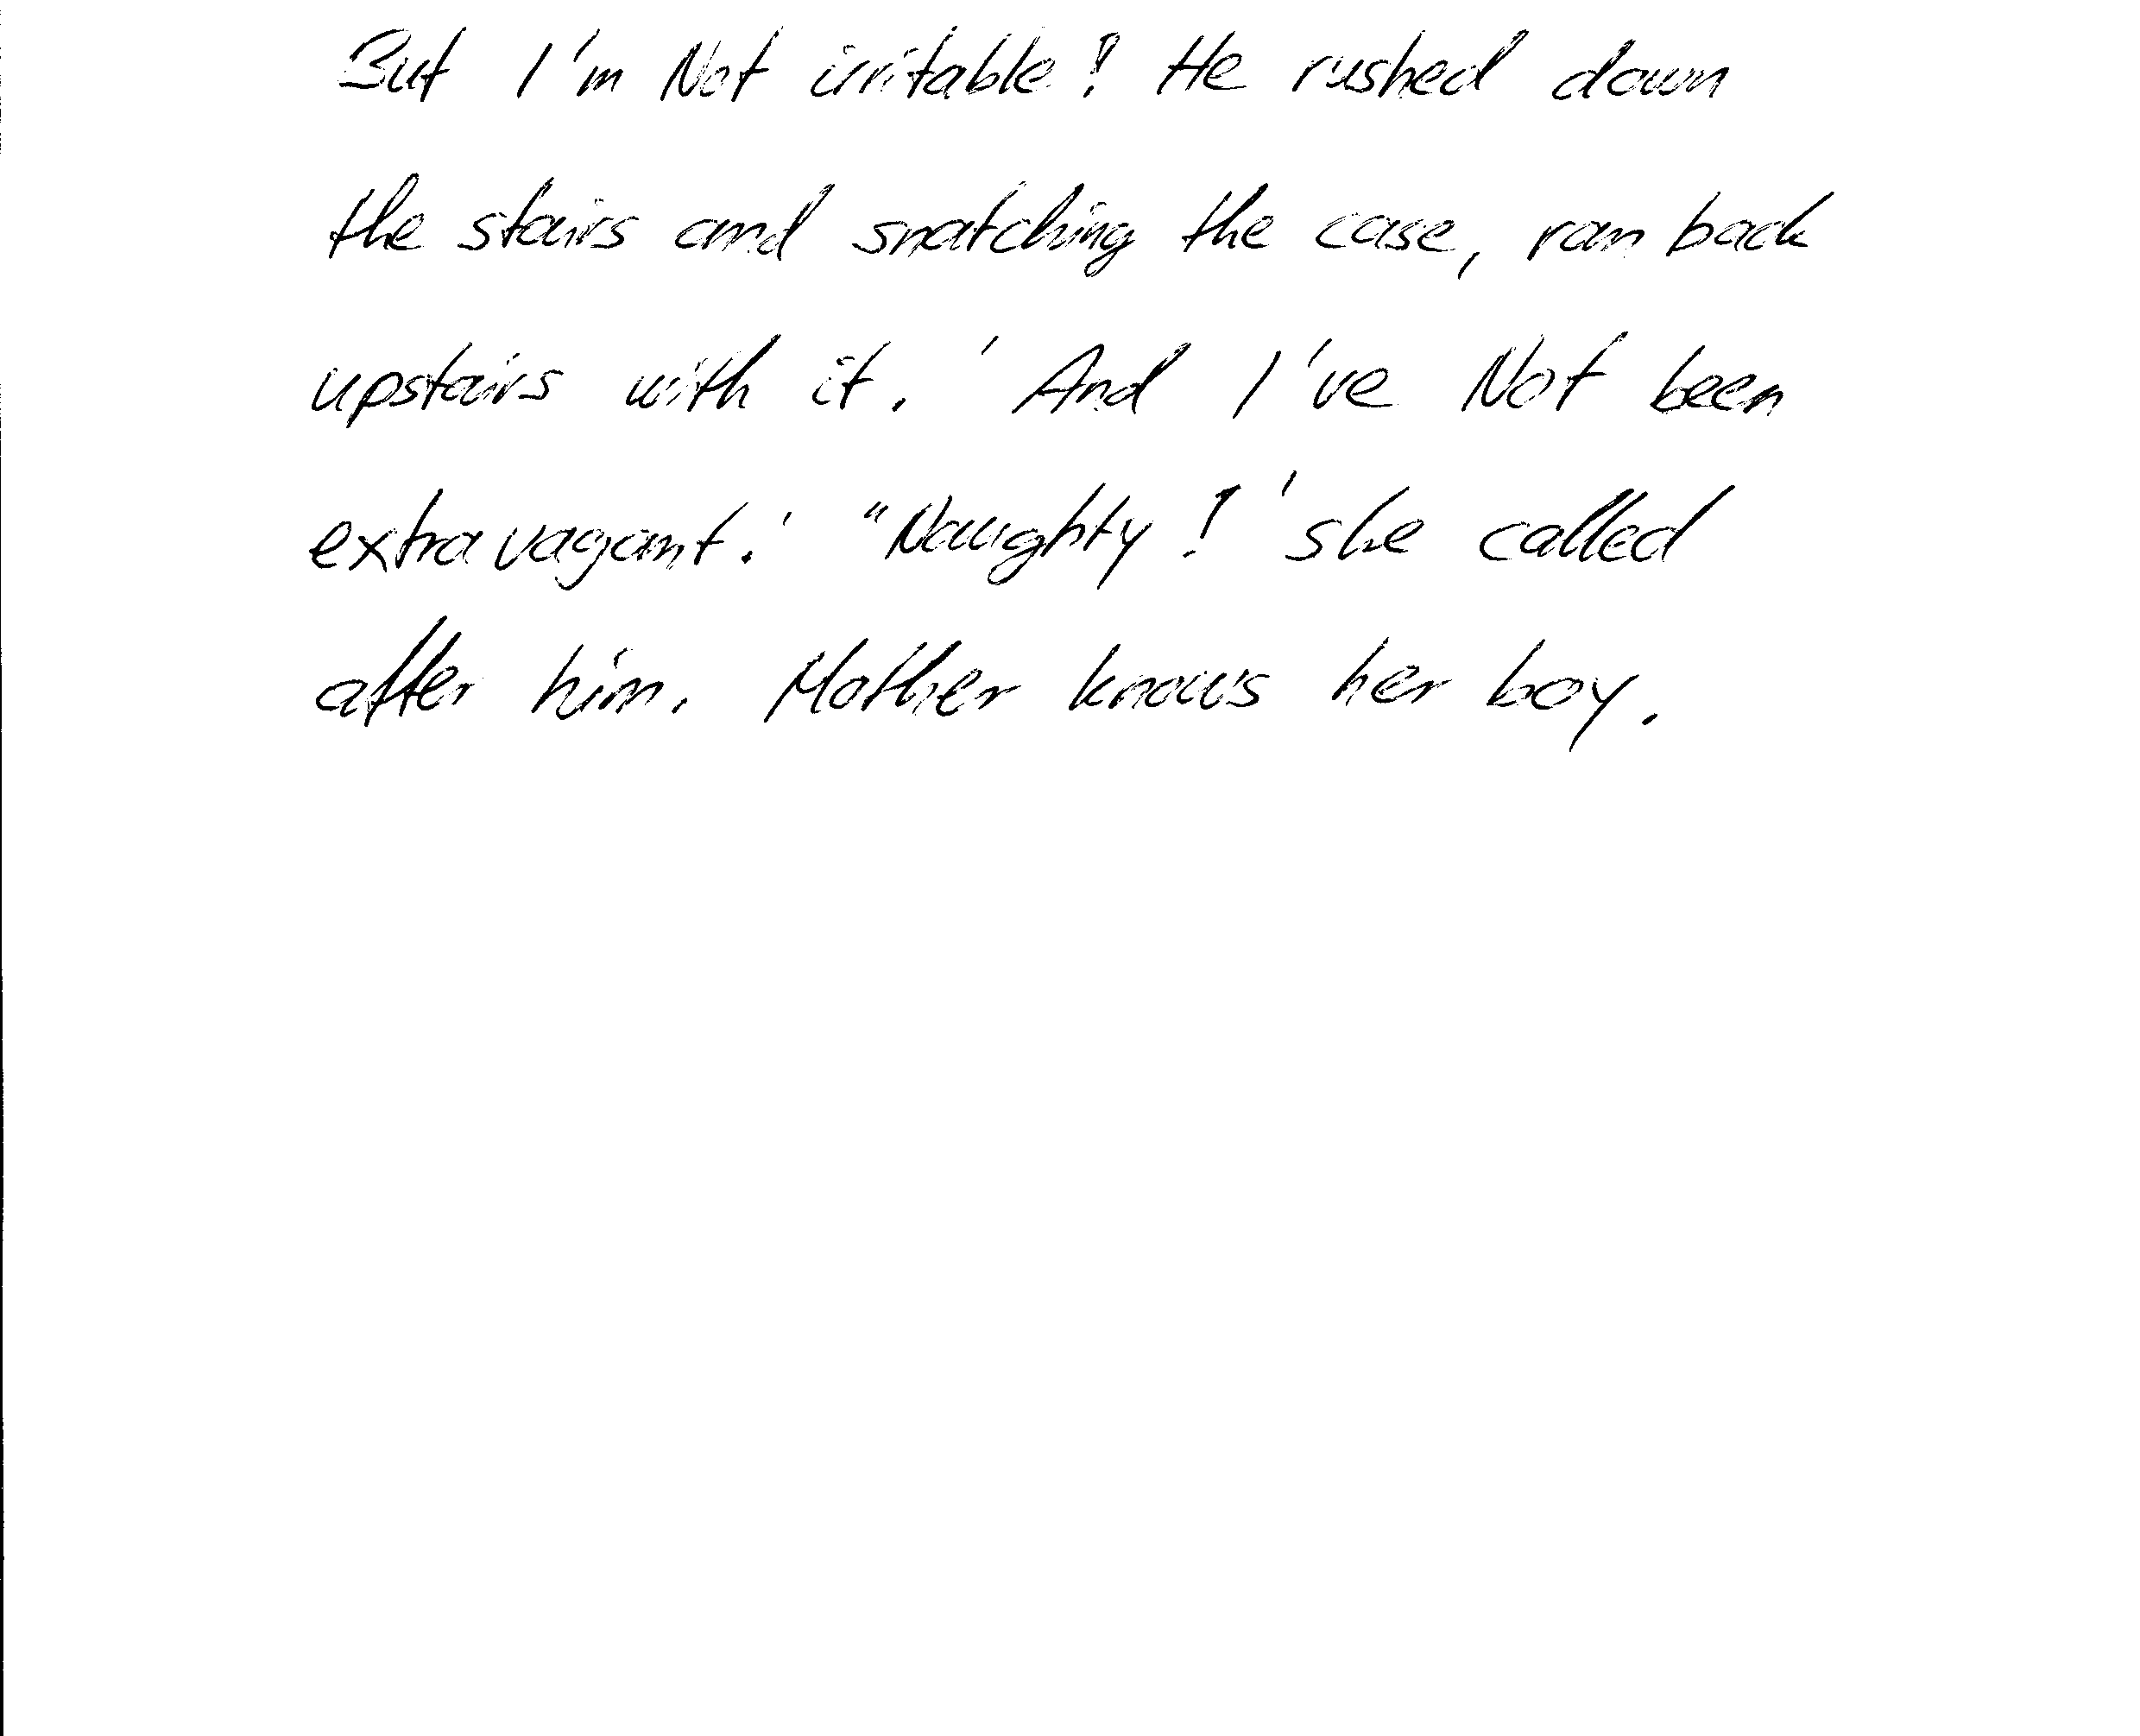 But I'm Not irritable! He rushed down
the stairs and snatching the case, ran back
upstairs with it. 'And I've Not been
extravagant.' "Naughty!' she called
after him. Mother knows her boy.